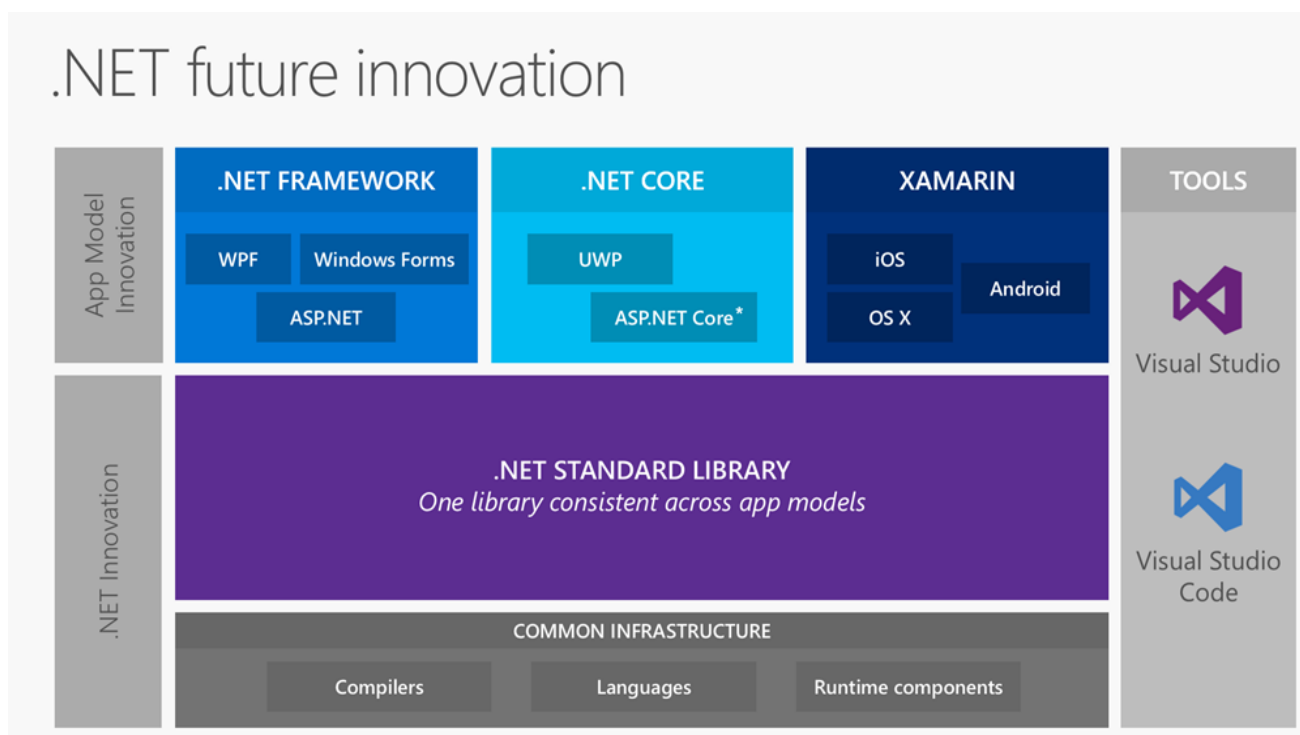 .NET future innovation
App Model
Innovation
.NET FRAMEWORK
WPF
Windows Forms
ASP.NET
.NET CORE
UWP
ASP.NET Core*
XAMARIN
iOS
Android
OS X
TOOLS
Visual Studio
Visual Studio
Code
.NET Innovation
.NET STANDARD LIBRARY
One library consistent across app models
COMMON INFRASTRUCTURE
Compilers
Languages
Runtime components